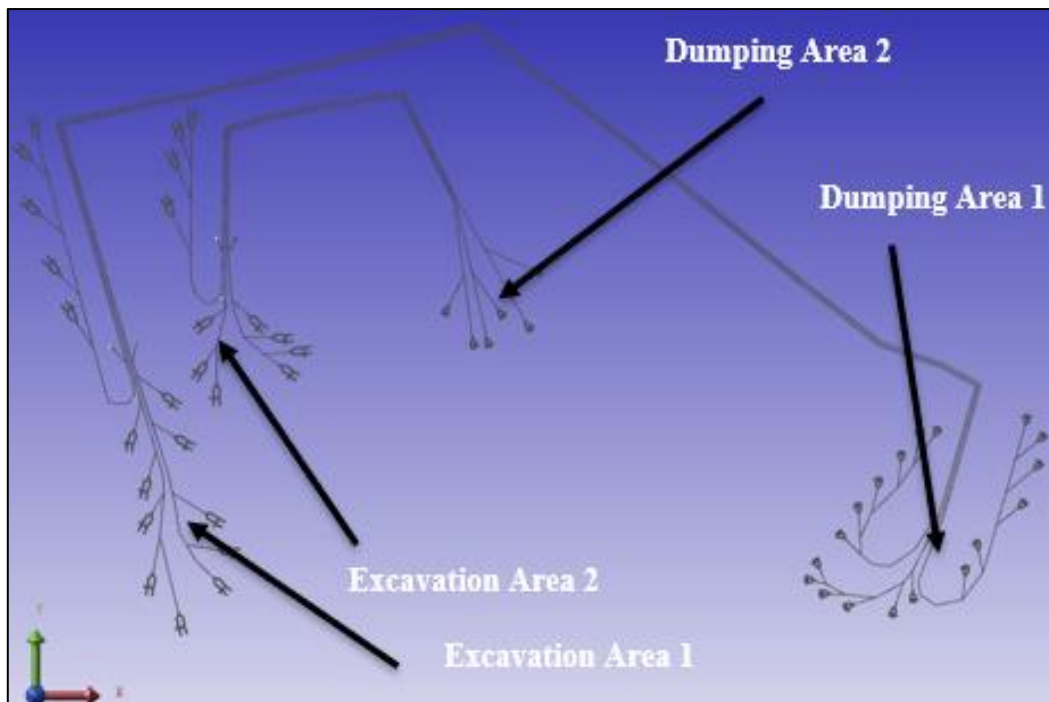 Dumping Area 2
Dumping Area 1
Excavation Area 2
Excavation Area 1
X